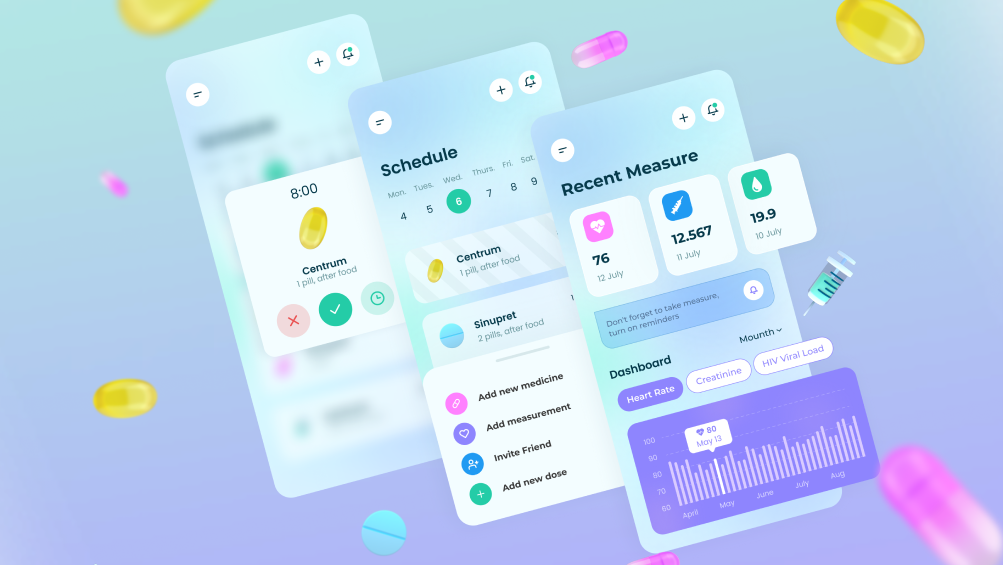 8:00
Centrum
1 pill, after food
Schedule
Mon. Tues. Wed. Thurs. Fri. Sat.
4 5 6 7 8 9
Centrum
1 pill, after food
Sinupret
2 pills, after food
Add new medicine
Add measurement
Invite Friend
Add new dose
Recent Measure
76
12 July
12.567
11 July
19.9
10 July
Don't forget to take measure,
turn on reminders
Dashboard
Mounth
Heart Rate
Creatinine
HIV Viral Load
100
90
80
70
60
60
May 13
April May June July Aug